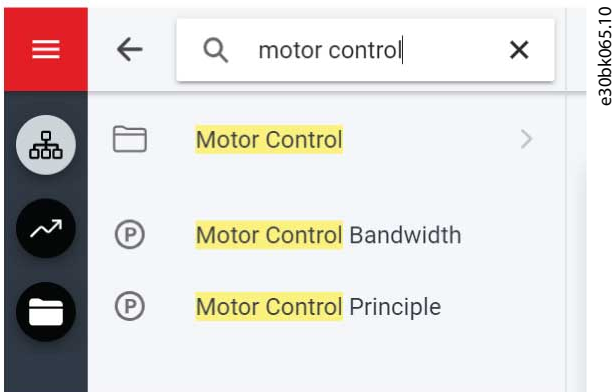 motor control
Motor Control
P Motor Control Bandwidth
P Motor Control Principle
e30bk065.10